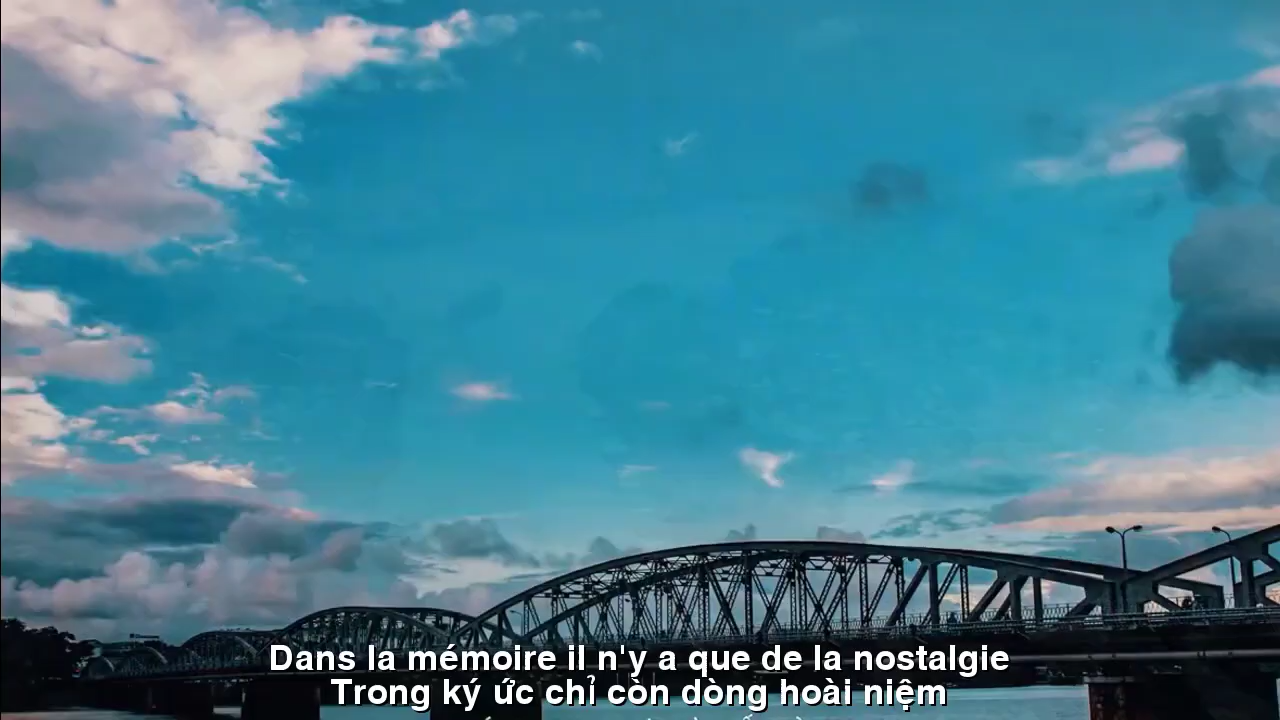 Dans la mémoire il n'y a que de la nostalgie
Trong ký ức chỉ còn dòng hoài niệm